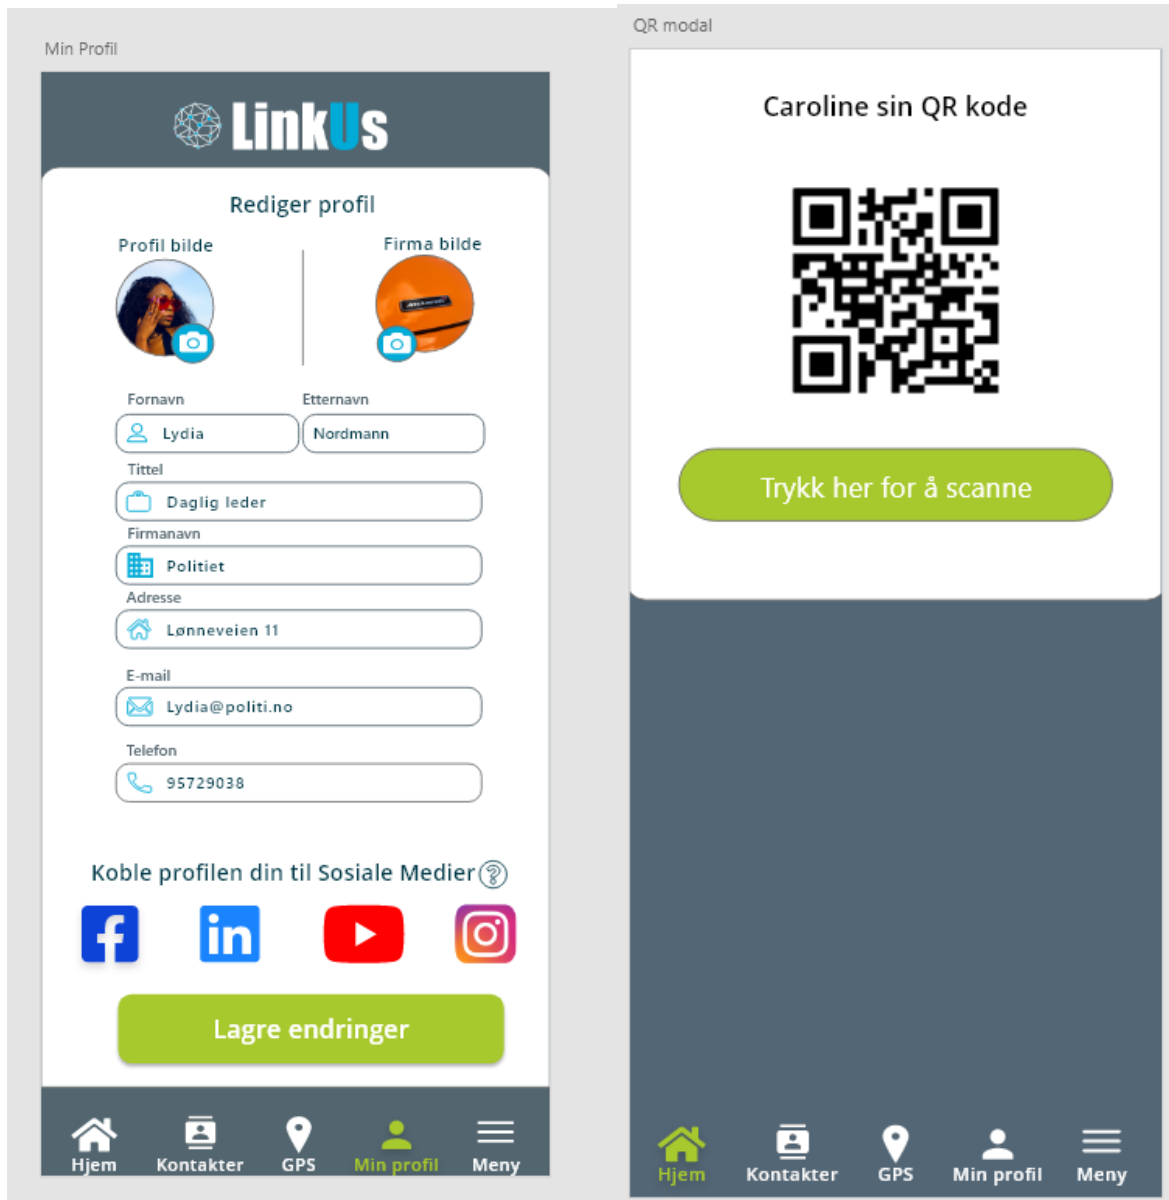 Min Profil
LinkUs
Rediger profil
Profil bilde
Firma bilde
Fornavn
Etternavn
Lydia
Nordmann
Tittel
Daglig leder
Firmanavn
Politiet
Adresse
Lønneveien 11
E-mail
Lydia@politi.no
Telefon
95729038
Koble profilen din til Sosiale Medier ?
Lagre endringer
Hjem Kontakter GPS Min profil Meny
QR modal
Caroline sin QR kode
Trykk her for å scanne
Hjem Kontakter GPS Min profil Meny